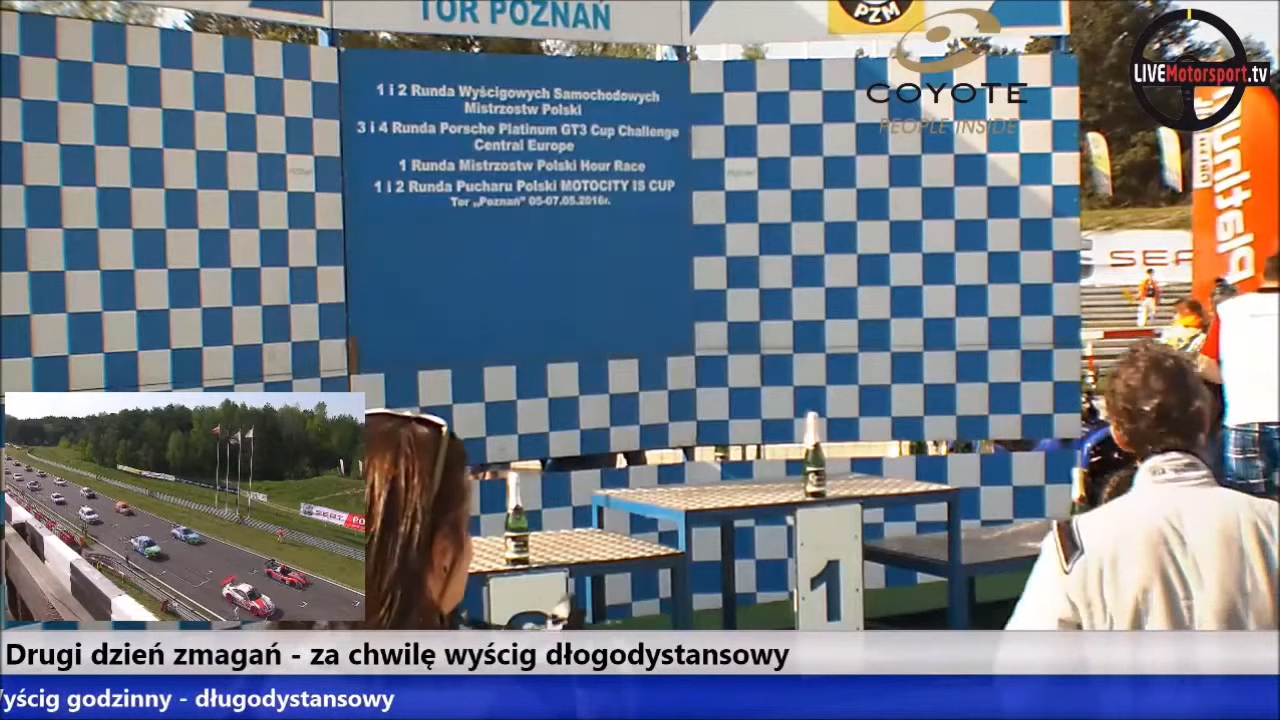 TOR POZNAŃ
PZM
COYOTE
PEOPLE INSIDE
LIVEMotorsport.tv
1 i 2 Runda Wyścigowych Samochodowych
Mistrzostw Polski
3 i 4 Runda Porsche Platinum GT3 Cup Challenge
Central Europe
1 Runda Mistrzostw Polski Hour Race
1 i 2 Runda Pucharu Polski MOTOCITY IS CUP
Tor „Poznań” 05-07.05.2016r.
platinum
1
Drugi dzień zmagań - za chwilę wyścig dłogodystansowy
yścig godzinny - długodystansowy